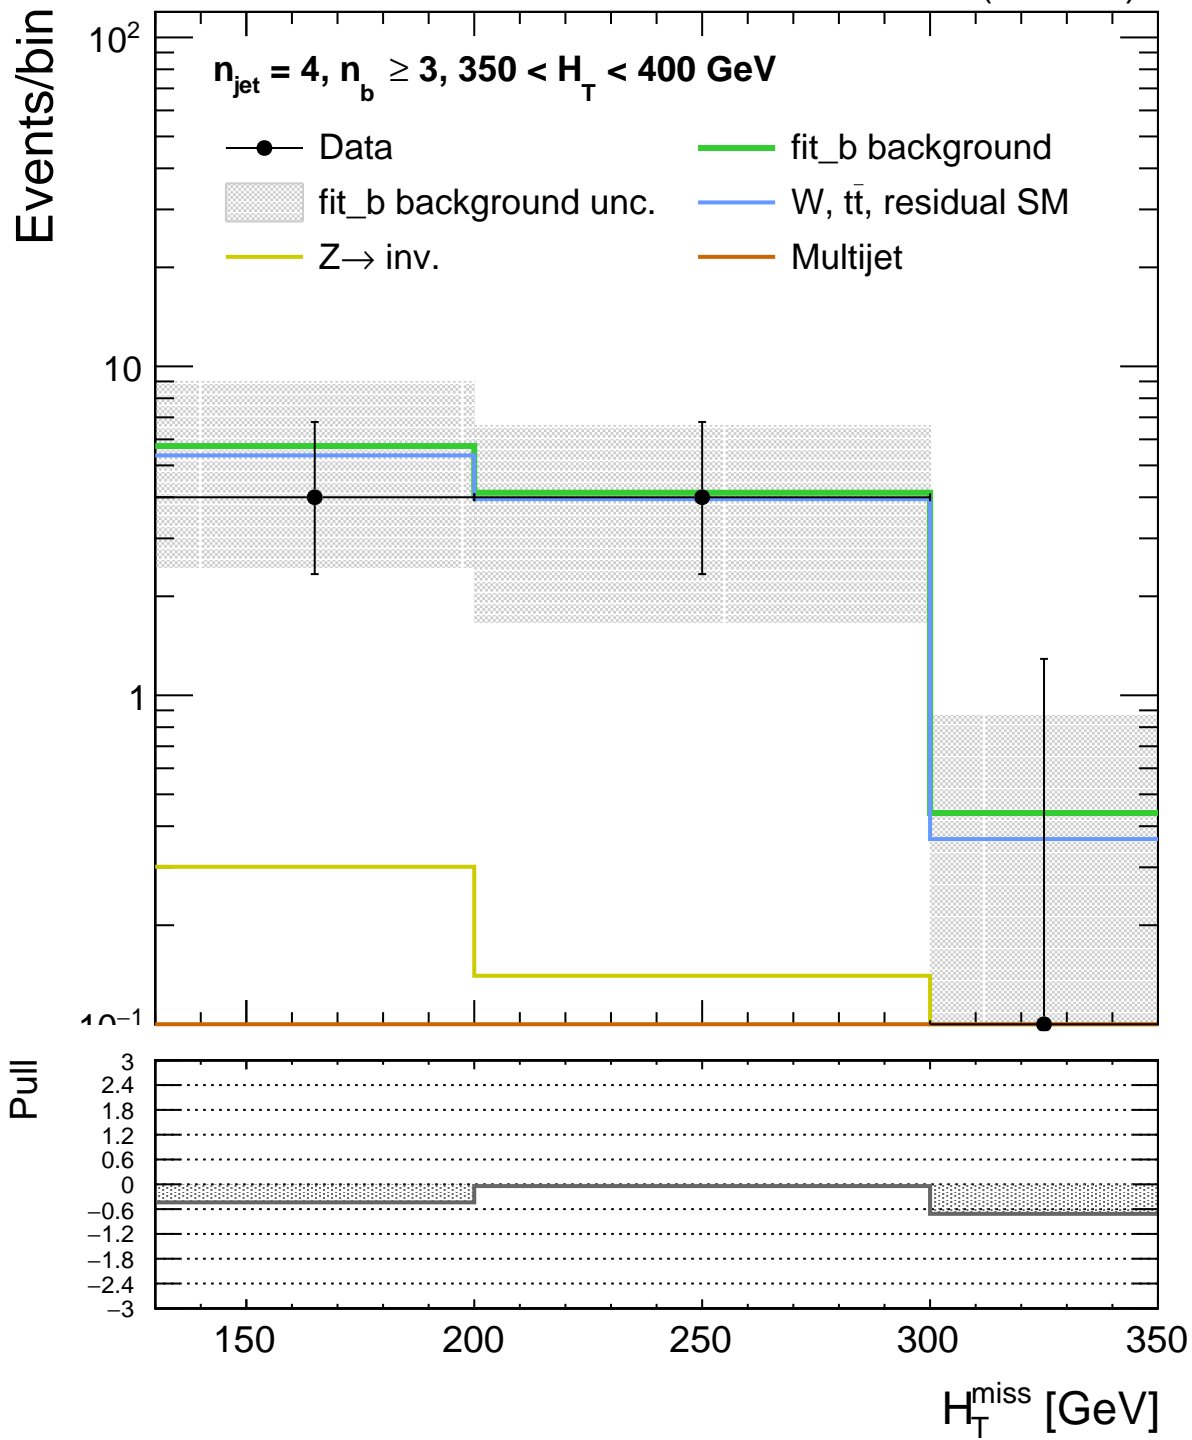 Events/bin
10²
10
1
10⁻¹
n_jet = 4, n_b ≥ 3, 350 < H_T < 400 GeV
Data
fit_b background
fit_b background unc.
W, tt̄, residual SM
Z→ inv.
Multijet
Pull
3
2.4
1.8
1.2
0.6
0
−0.6
−1.2
−1.8
−2.4
−3
150 200 250 300 350
H_T^miss [GeV]